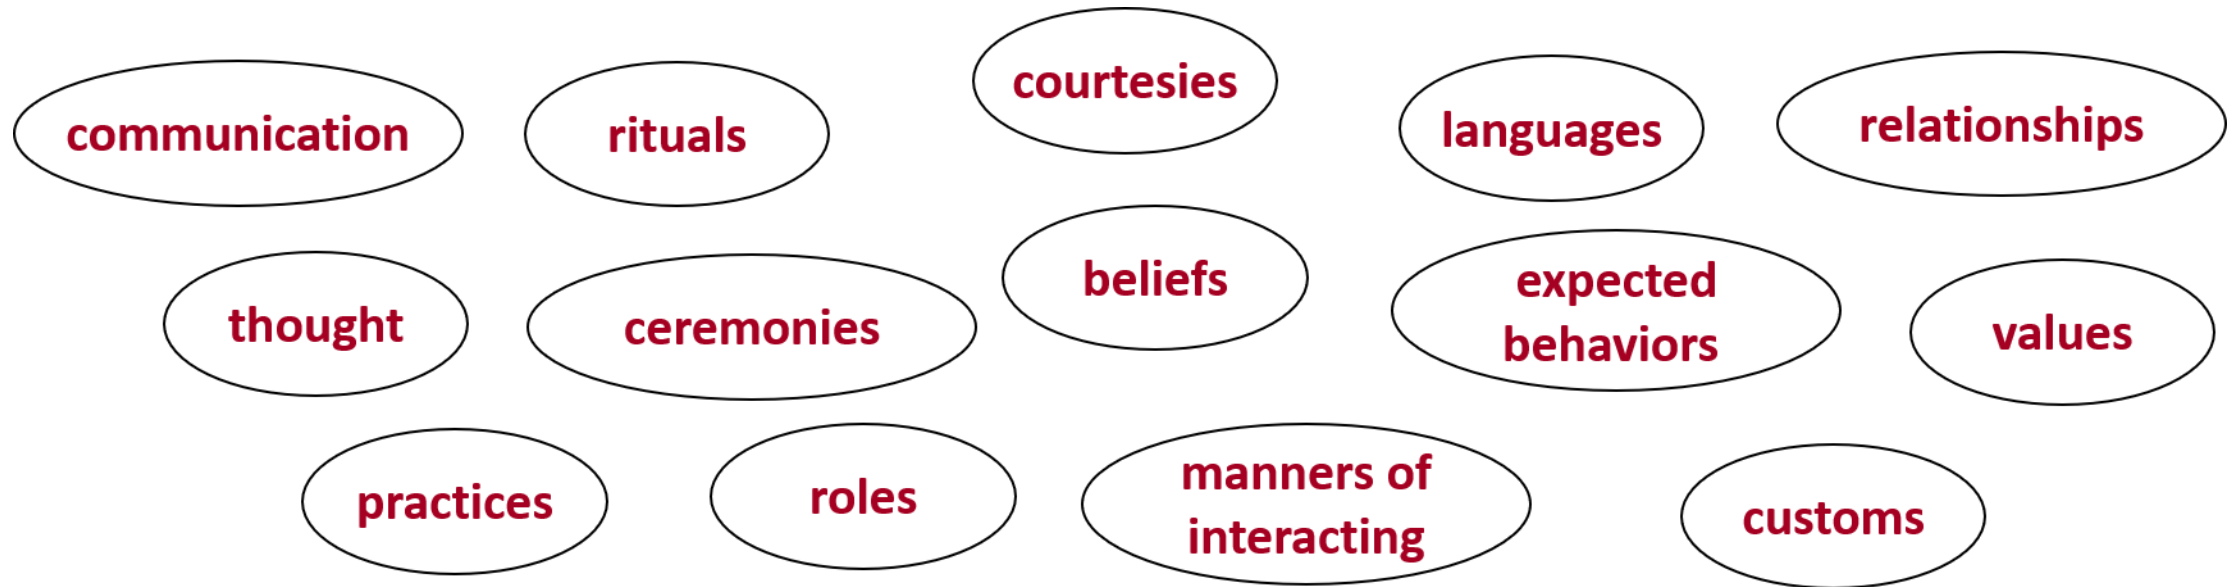 communication
rituals
courtesies
languages
relationships
thought
ceremonies
beliefs
expected
behaviors
values
practices
roles
manners of
interacting
customs